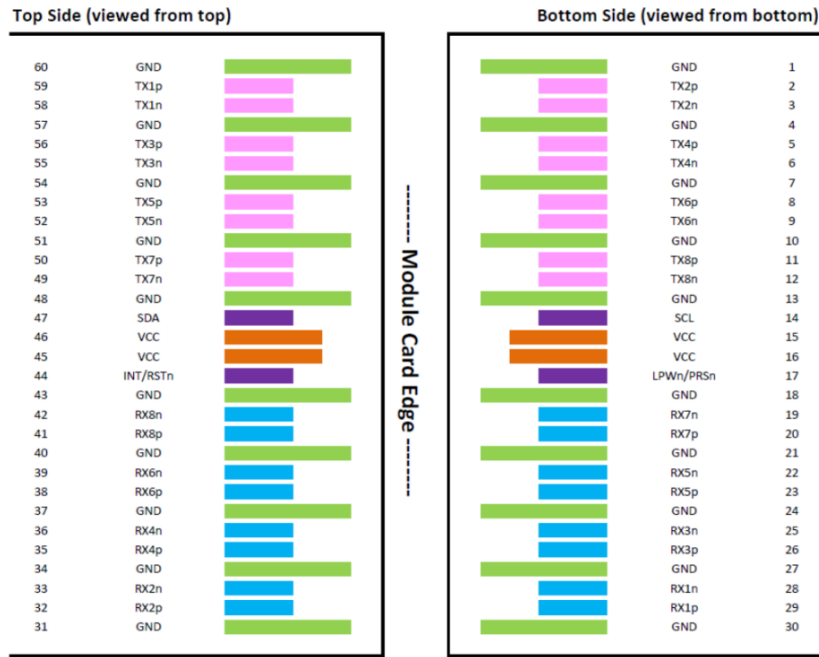 Top Side (viewed from top)
Bottom Side (viewed from bottom)
60 GND
59 TX1p
58 TX1n
57 GND
56 TX3p
55 TX3n
54 GND
53 TX5p
52 TX5n
51 GND
50 TX7p
49 TX7n
48 GND
47 SDA
46 VCC
45 VCC
44 INT/RSTn
43 GND
42 RX8n
41 RX8p
40 GND
39 RX6n
38 RX6p
37 GND
36 RX4n
35 RX4p
34 GND
33 RX2n
32 RX2p
31 GND
-------- Module Card Edge --------
GND 1
TX2p 2
TX2n 3
GND 4
TX4p 5
TX4n 6
GND 7
TX6p 8
TX6n 9
GND 10
TX8p 11
TX8n 12
GND 13
SCL 14
VCC 15
VCC 16
LPWn/PRSn 17
GND 18
RX7n 19
RX7p 20
GND 21
RX5n 22
RX5p 23
GND 24
RX3n 25
RX3p 26
GND 27
RX1n 28
RX1p 29
GND 30